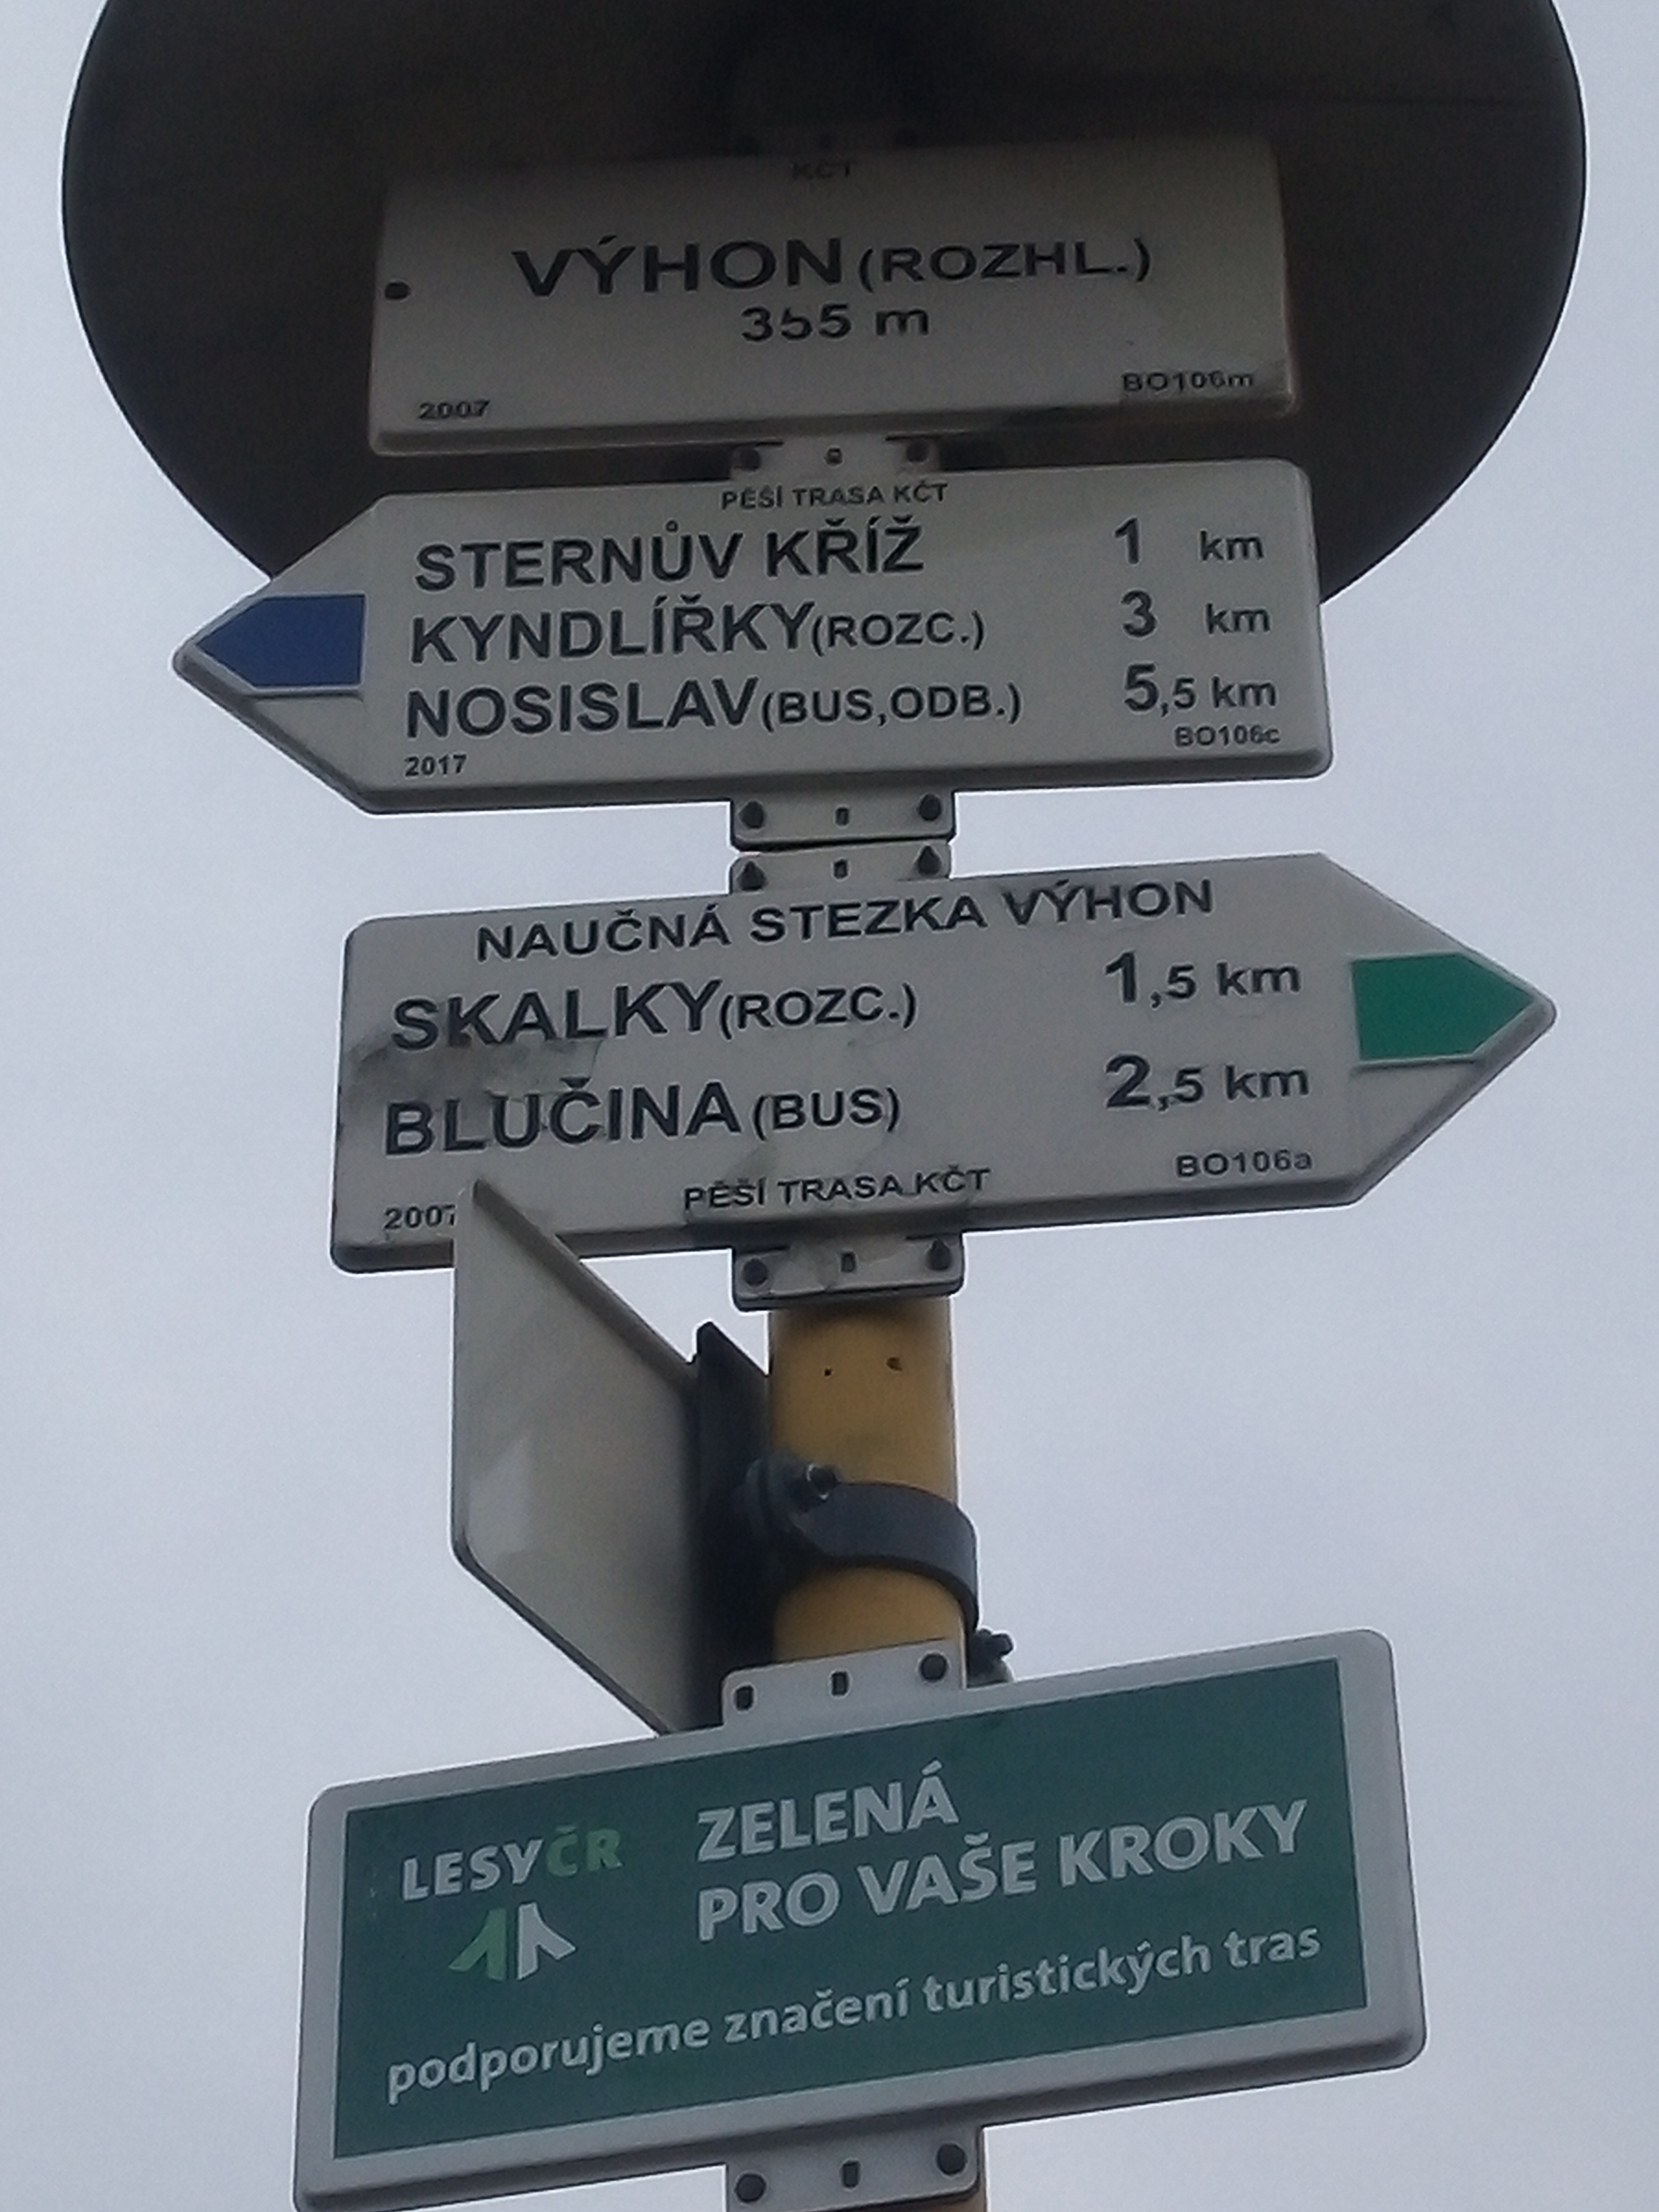 KČT
VÝHON (ROZHL.)
355 m
2007 BO106m
PĚŠÍ TRASA KČT
STERNŮV KŘÍŽ 1 km
KYNDLÍŘKY (ROZC.) 3 km
NOSISLAV (BUS,ODB.) 5,5 km
2017 BO106c
NAUČNÁ STEZKA VÝHON
SKALKY (ROZC.) 1,5 km
BLUČINA (BUS) 2,5 km
2007 PĚŠÍ TRASA KČT BO106a
LESY ČR
ZELENÁ
PRO VAŠE KROKY
podporujeme značení turistických tras